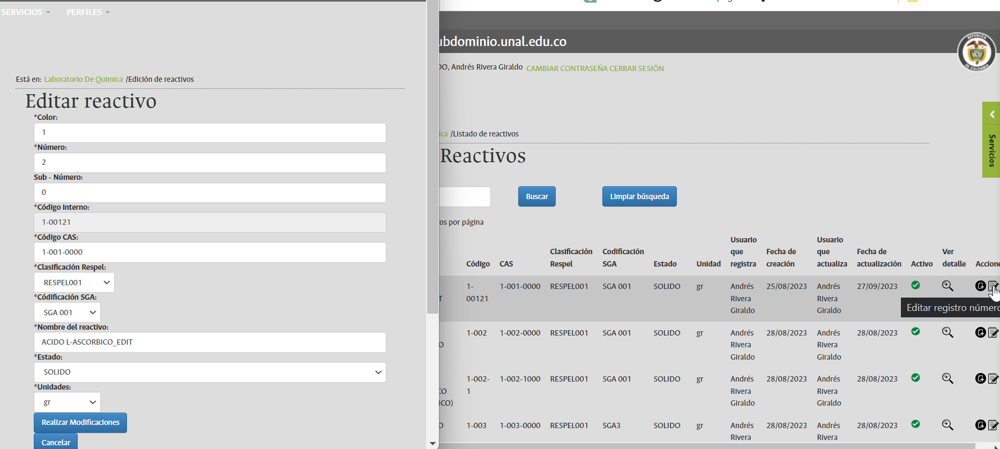 SERVICIOS
PERFILES
Está en: Laboratorio De Quimica /Edición de reactivos
Editar reactivo
*Color:
1
*Número:
2
Sub - Número:
0
*Código interno:
1-00121
*Código CAS:
1-001-0000
*Clasificación Respel:
RESPEL001
*Códificación SGA:
SGA 001
*Nombre del reactivo:
ACIDO L-ASCORBICO_EDIT
*Estado:
SOLIDO
*Unidades:
gr
Realizar Modificaciones
Cancelar
ubdominio.unal.edu.co
REPUBLICA
DE COLOMBIA
DO, Andrés Rivera Giraldo CAMBIAR CONTRASEÑA CERRAR SESIÓN
Servicios
ica /Listado de reactivos
Reactivos
Buscar
Limpiar búsqueda
os por página
Código CAS Clasificación Respel Codificación SGA Estado Unidad Usuario que registra Fecha de creación Usuario que actualiza Fecha de actualización Activo Ver detalle Accione
T 1-00121 1-001-0000 RESPEL001 SGA 001 SOLIDO gr Andrés Rivera Giraldo 25/08/2023 Andrés Rivera Giraldo 27/09/2023
Editar registro número
O 1-002 1-002-0000 RESPEL001 SGA 001 SOLIDO gr Andrés Rivera Giraldo 28/08/2023 Andrés Rivera Giraldo 28/08/2023
CO ICO) 1-002-1 1-002-1000 RESPEL001 SGA 001 SOLIDO gr Andrés Rivera Giraldo 28/08/2023 Andrés Rivera Giraldo 28/08/2023
O 1-003 1-003-0000 RESPEL001 SGA3 SOLIDO gr Andrés Rivera 28/08/2023 Andrés Rivera 28/08/2023